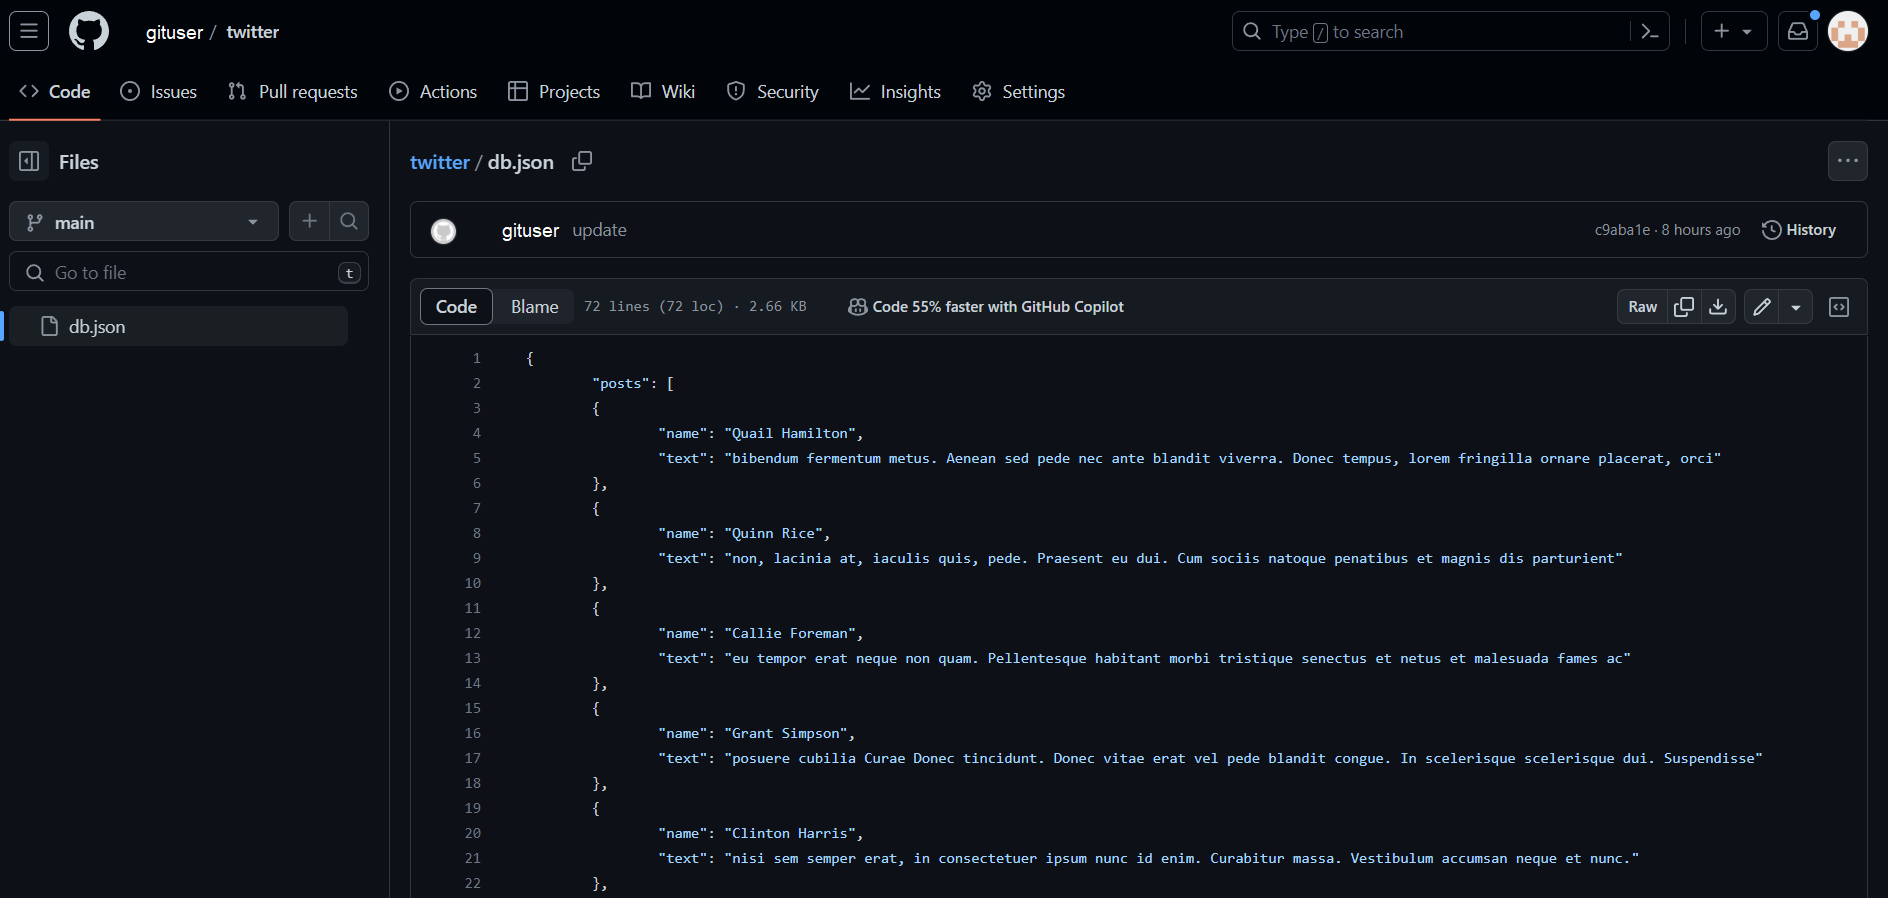 gituser / twitter
Type / to search
Code Issues Pull requests Actions Projects Wiki Security Insights Settings
Files
main
Go to file t
db.json
twitter / db.json
gituser update c9aba1e · 8 hours ago History
Code Blame 72 lines (72 loc) · 2.66 KB Code 55% faster with GitHub Copilot Raw
1 {
2 "posts": [
3 {
4 "name": "Quail Hamilton",
5 "text": "bibendum fermentum metus. Aenean sed pede nec ante blandit viverra. Donec tempus, lorem fringilla ornare placerat, orci"
6 },
7 {
8 "name": "Quinn Rice",
9 "text": "non, lacinia at, iaculis quis, pede. Praesent eu dui. Cum sociis natoque penatibus et magnis dis parturient"
10 },
11 {
12 "name": "Callie Foreman",
13 "text": "eu tempor erat neque non quam. Pellentesque habitant morbi tristique senectus et netus et malesuada fames ac"
14 },
15 {
16 "name": "Grant Simpson",
17 "text": "posuere cubilia Curae Donec tincidunt. Donec vitae erat vel pede blandit congue. In scelerisque scelerisque dui. Suspendisse"
18 },
19 {
20 "name": "Clinton Harris",
21 "text": "nisi sem semper erat, in consectetuer ipsum nunc id enim. Curabitur massa. Vestibulum accumsan neque et nunc."
22 },